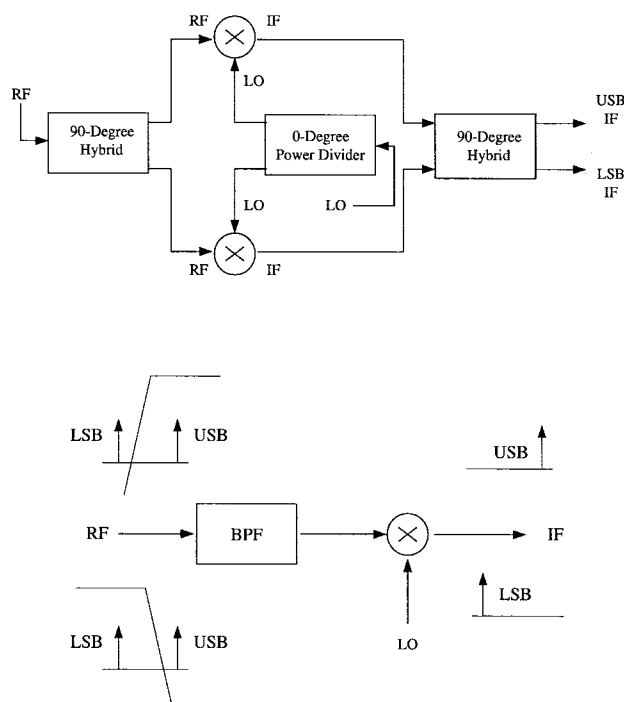 RF
IF
LO
RF
90-Degree
Hybrid
0-Degree
Power Divider
90-Degree
Hybrid
USB
IF
LSB
IF
LO
LO
RF
IF
LSB
USB
USB
RF
BPF
IF
LSB
LO
LSB
USB